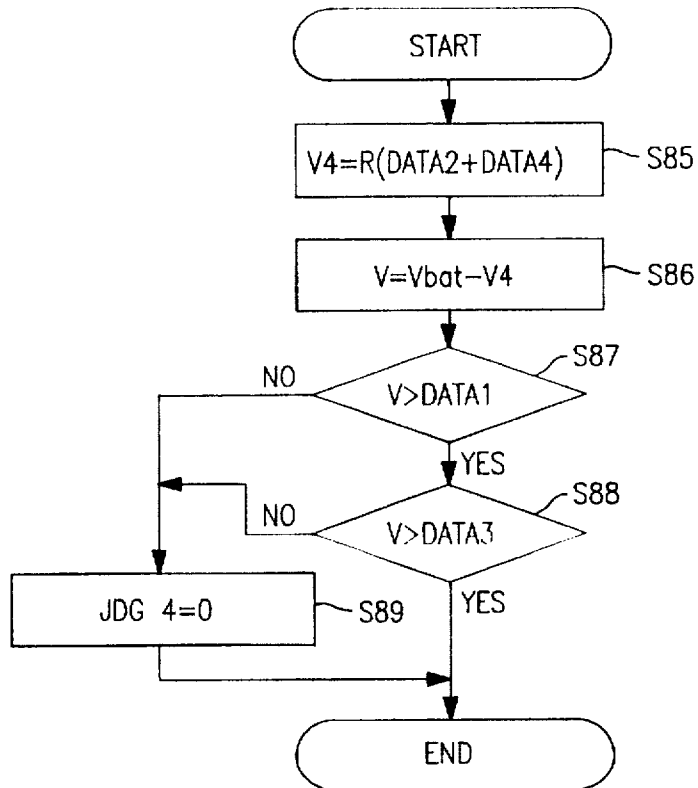 START
V4=R(DATA2+DATA4)
S85
V=Vbat-V4
S86
S87
NO
V>DATA1
YES
S88
NO
V>DATA3
YES
JDG 4=0
S89
END